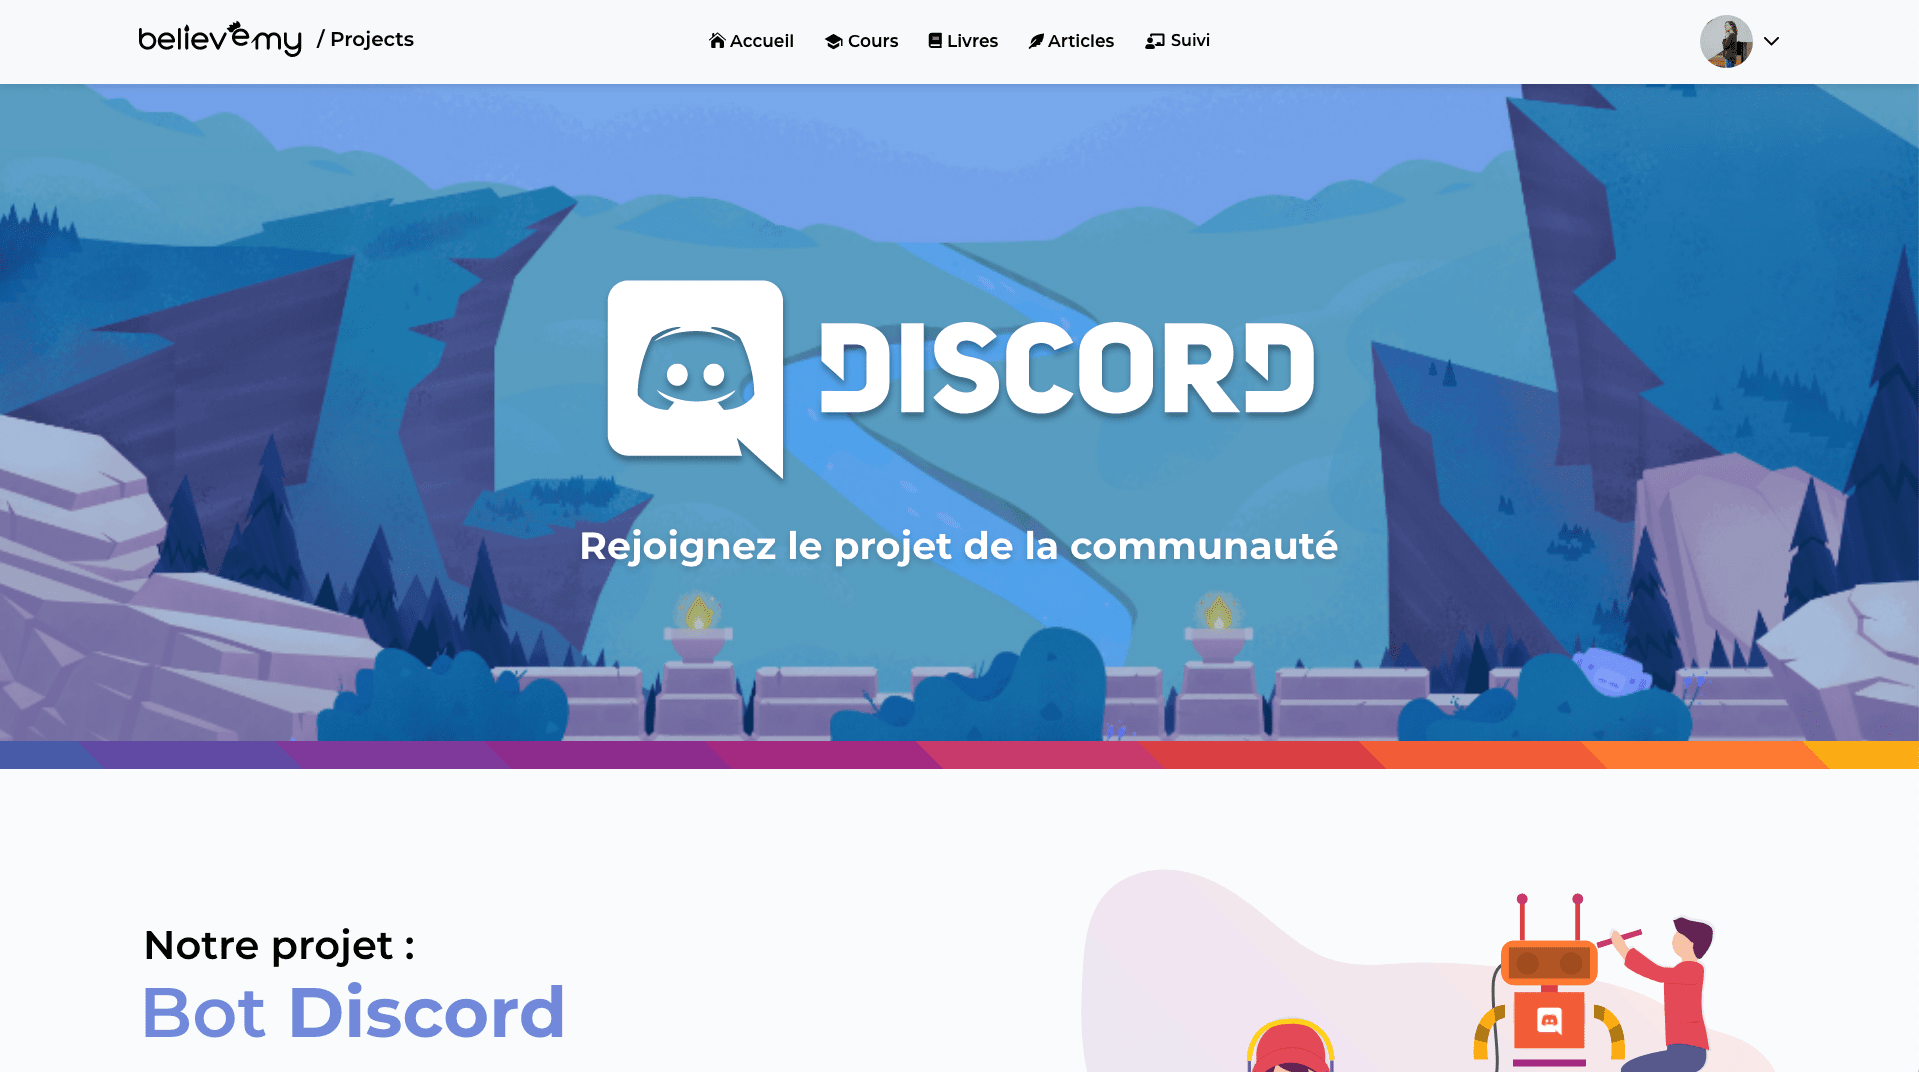 believemy / Projects
Accueil
Cours
Livres
Articles
Suivi
DISCORD
Rejoignez le projet de la communauté
Notre projet :
Bot Discord